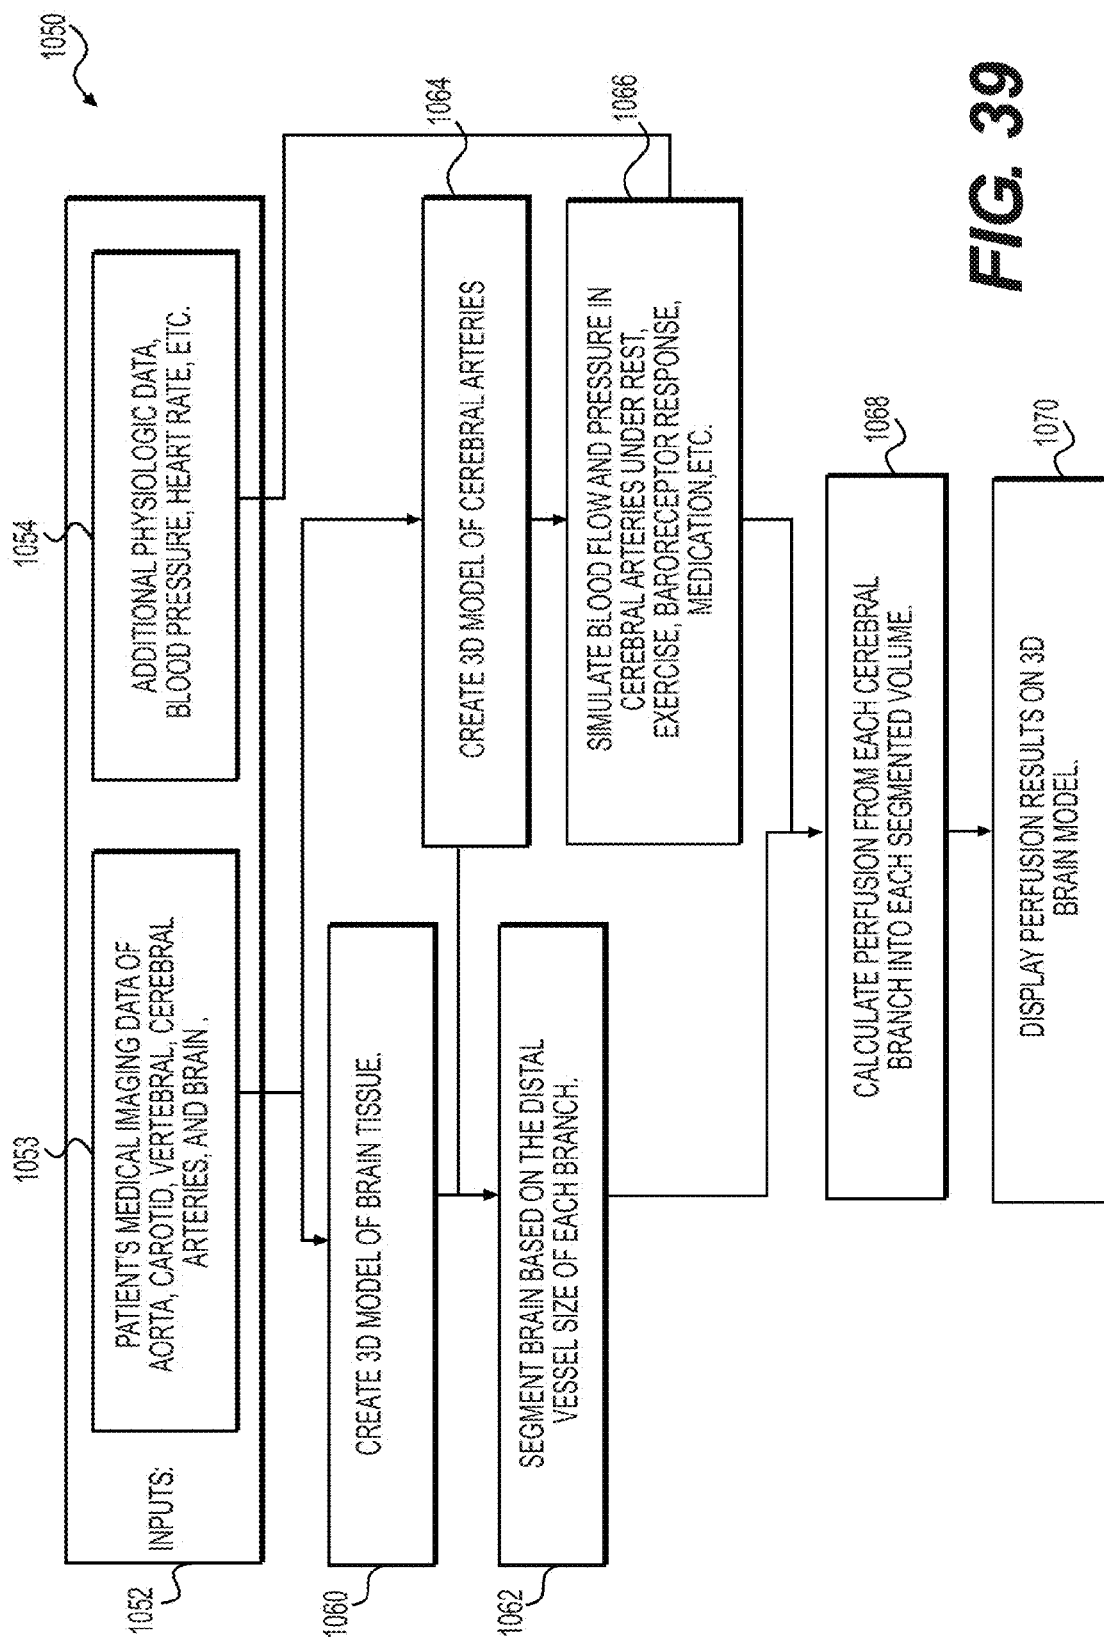 1050
1052
INPUTS:
1053
PATIENT'S MEDICAL IMAGING DATA OF
AORTA, CAROTID, VERTEBRAL, CEREBRAL
ARTERIES, AND BRAIN .
1054
ADDITIONAL PHYSIOLOGIC DATA,
BLOOD PRESSURE, HEART RATE, ETC.
1060
CREATE 3D MODEL OF BRAIN TISSUE.
1064
CREATE 3D MODEL OF CEREBRAL ARTERIES
1062
SEGMENT BRAIN BASED ON THE DISTAL
VESSEL SIZE OF EACH BRANCH.
1066
SIMULATE BLOOD FLOW AND PRESSURE IN
CEREBRAL ARTERIES UNDER REST,
EXERCISE, BARORECEPTOR RESPONSE,
MEDICATION,ETC.
1068
CALCULATE PERFUSION FROM EACH CEREBRAL
BRANCH INTO EACH SEGMENTED VOLUME.
1070
DISPLAY PERFUSION RESULTS ON 3D
BRAIN MODEL.
FIG. 39